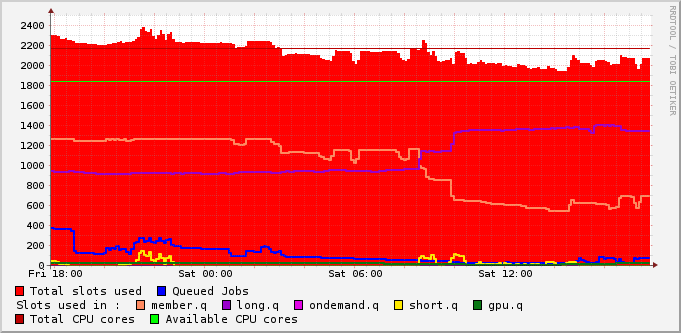 2400
2200
2000
1800
1600
1400
1200
1000
800
600
400
200
0
Fri 18:00 Sat 00:00 Sat 06:00 Sat 12:00
Total slots used Queued Jobs
Slots used in : member.q long.q ondemand.q short.q gpu.q
Total CPU cores Available CPU cores
RRDTOOL / TOBI OETIKER